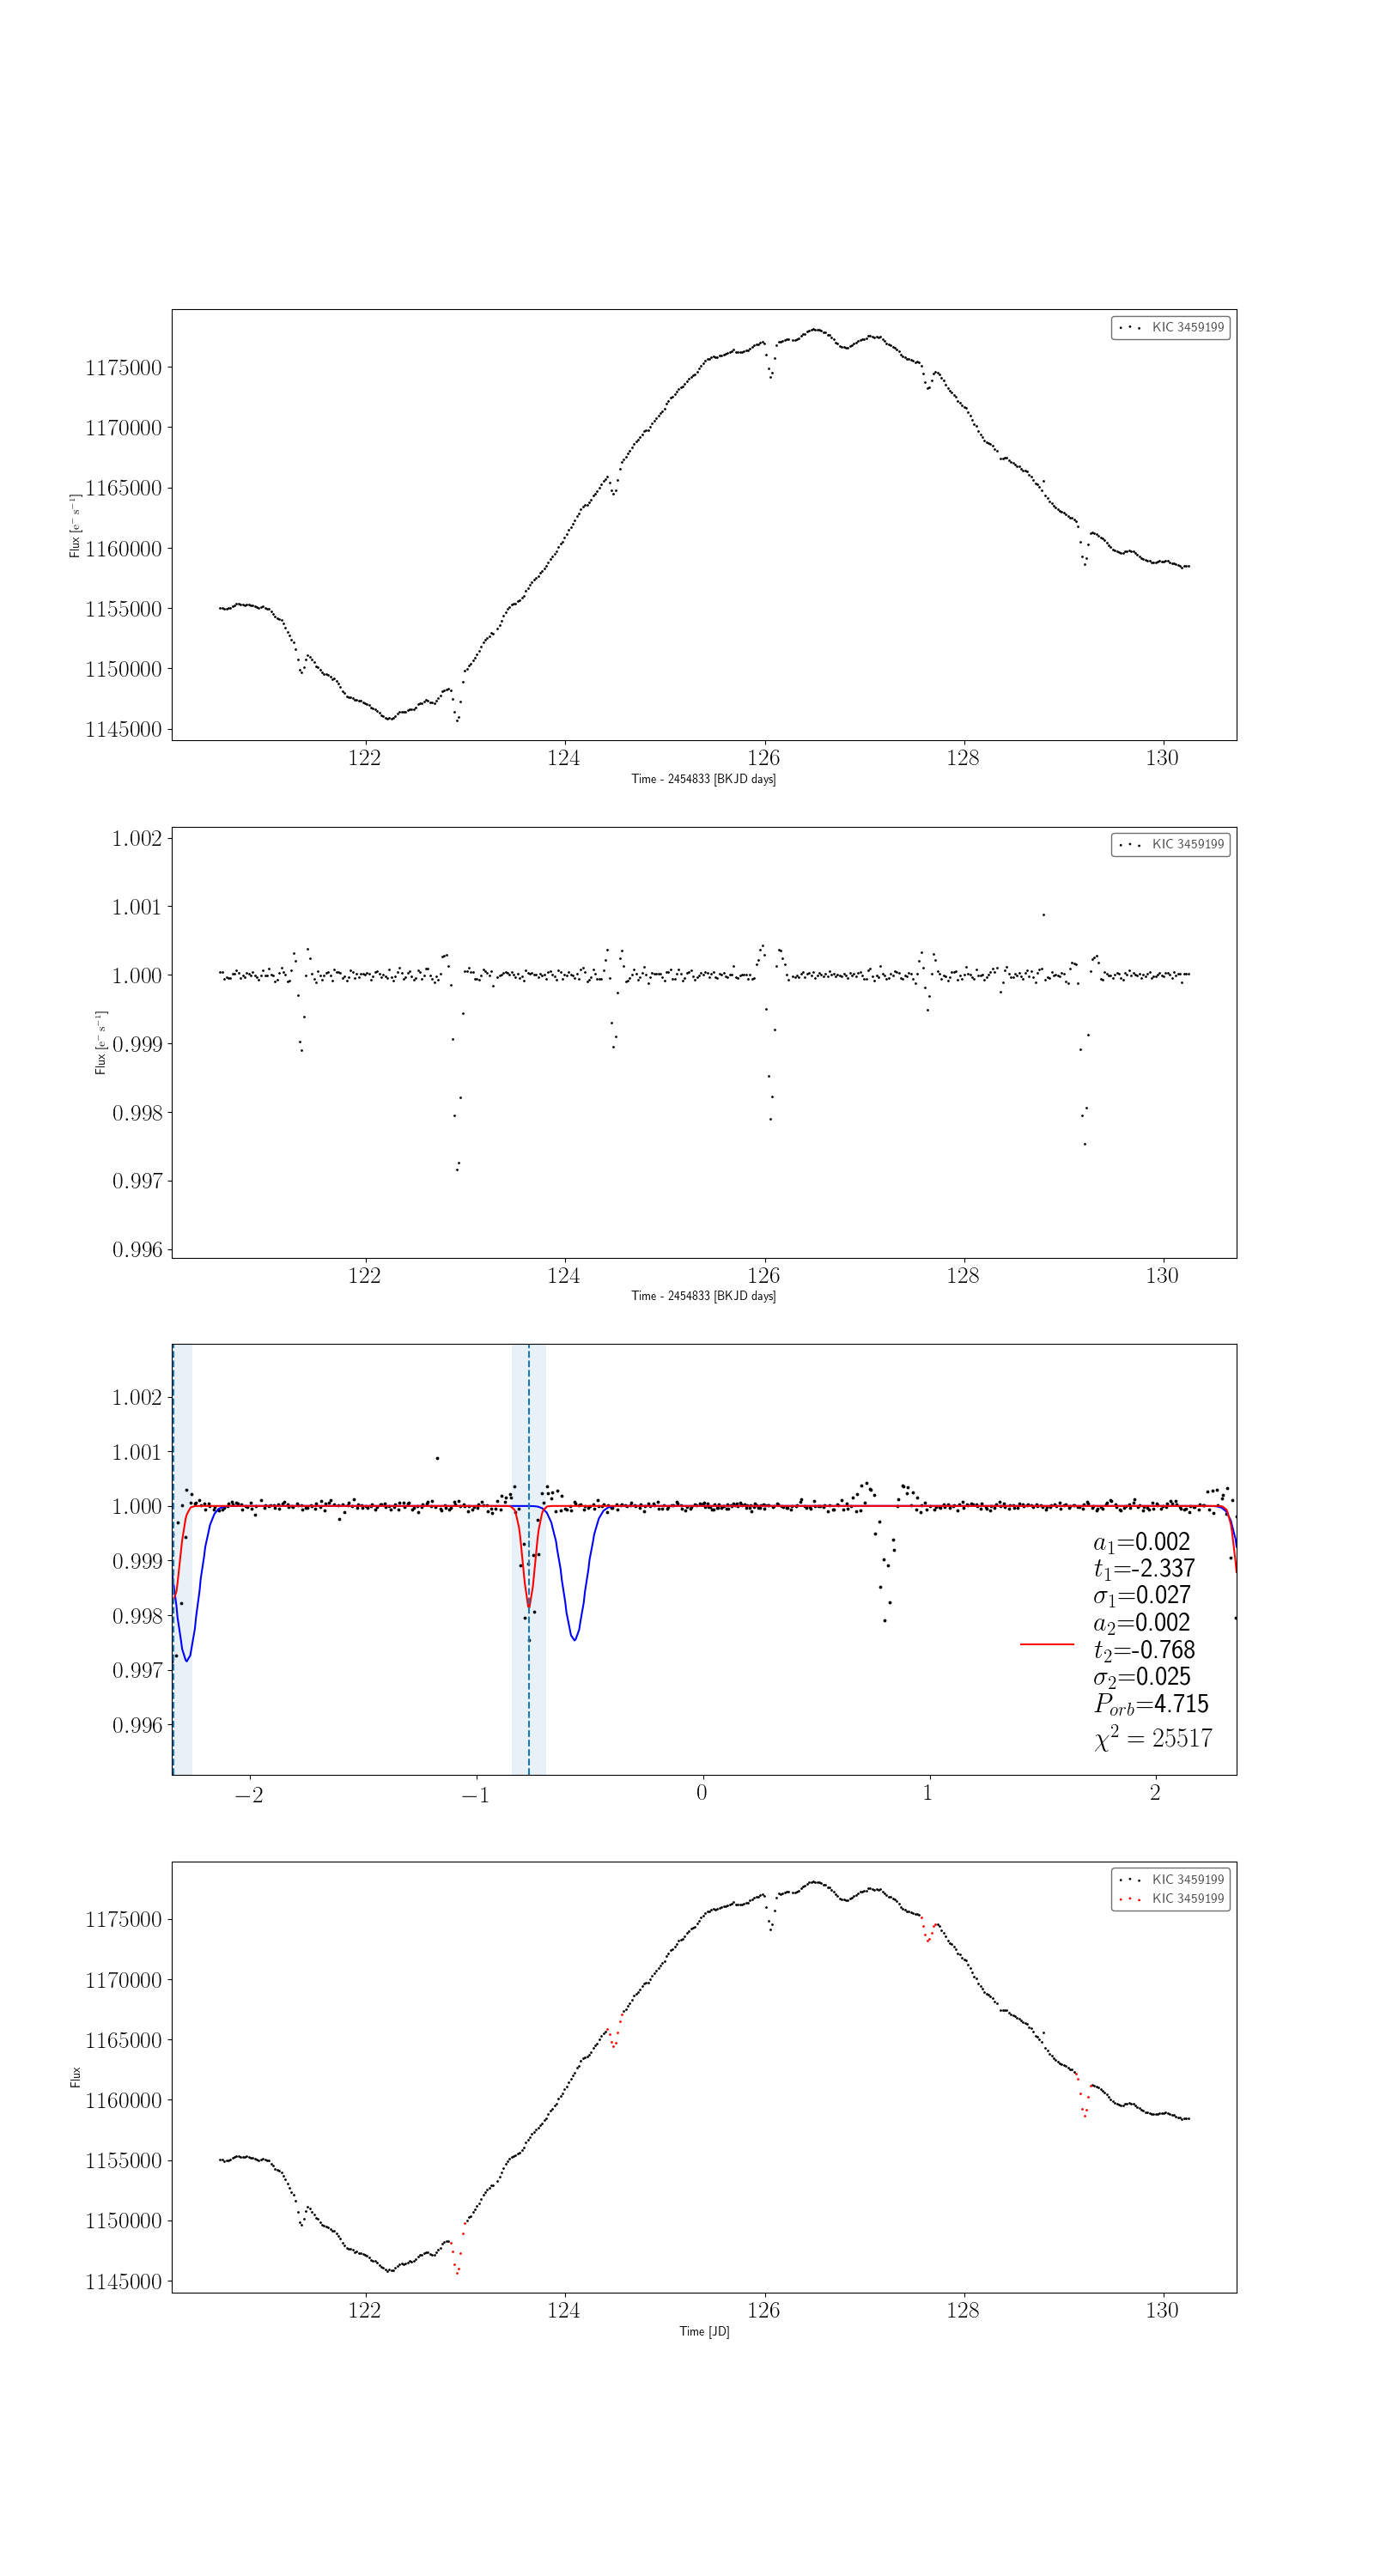 KIC 3459199
1175000
1170000
1165000
1160000
1155000
1150000
1145000
Flux [e⁻ s⁻¹]
122 124 126 128 130
Time - 2454833 [BKJD days]
KIC 3459199
1.002
1.001
1.000
0.999
0.998
0.997
0.996
Flux [e⁻ s⁻¹]
122 124 126 128 130
Time - 2454833 [BKJD days]
1.002
1.001
1.000
0.999
0.998
0.997
0.996
a₁=0.002
t₁=-2.337
σ₁=0.027
a₂=0.002
t₂=-0.768
σ₂=0.025
P_orb=4.715
χ² = 25517
−2 −1 0 1 2
KIC 3459199
KIC 3459199
1175000
1170000
1165000
1160000
1155000
1150000
1145000
Flux
122 124 126 128 130
Time [JD]